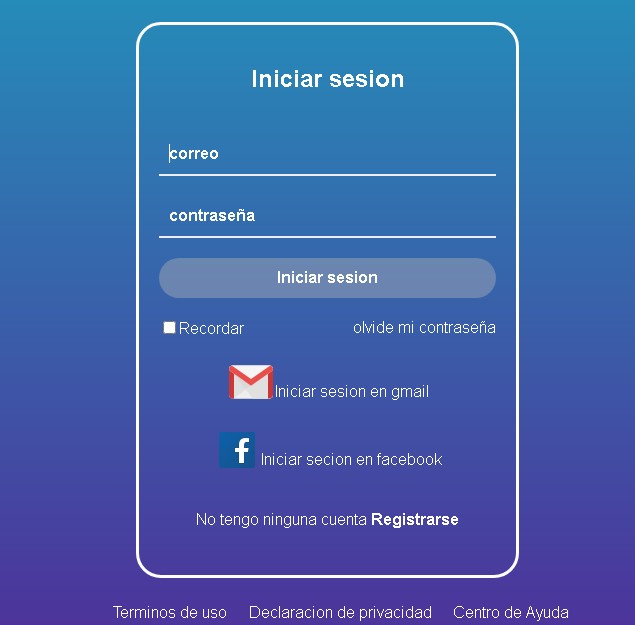 Iniciar sesion
correo
contraseña
Iniciar sesion
Recordar olvide mi contraseña
Iniciar sesion en gmail
Iniciar secion en facebook
No tengo ninguna cuenta Registrarse
Terminos de uso Declaracion de privacidad Centro de Ayuda